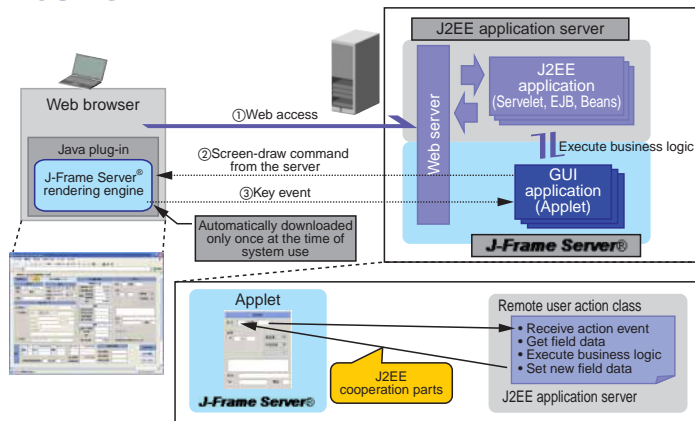 J2EE application server
Web browser
J2EE
application
(Servelet, EJB, Beans)
①Web access
Web server
Java plug-in
②Screen-draw command
from the server
Execute business logic
J-Frame Server®
rendering engine
GUI
application
(Applet)
③Key event
Automatically downloaded
only once at the time of
system use
J-Frame Server®
Applet
Remote user action class
• Receive action event
• Get field data
• Execute business logic
• Set new field data
J2EE
cooperation parts
J-Frame Server®
J2EE application server